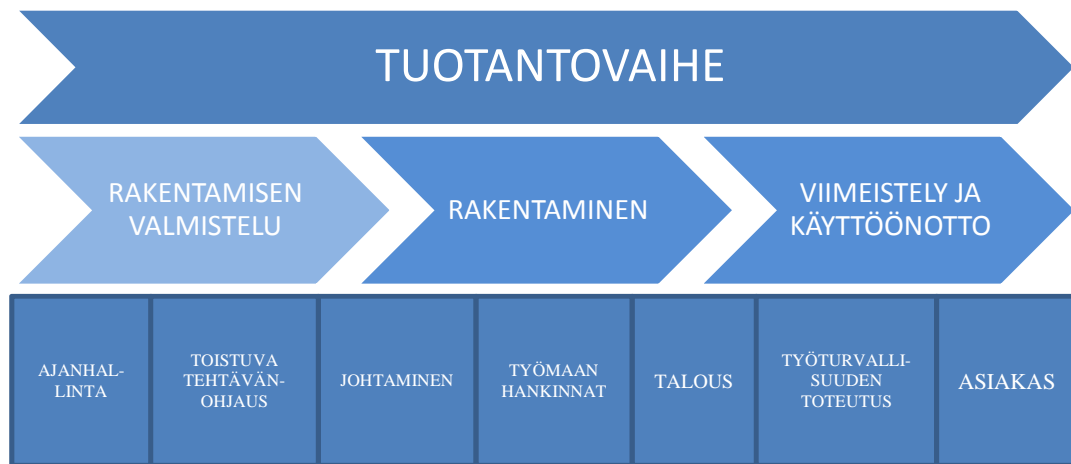 TUOTANTOVAIHE
RAKENTAMISEN
VALMISTELU
RAKENTAMINEN
VIIMEISTELY JA
KÄYTTÖÖNOTTO
AJANHAL-
LINTA
TOISTUVA
TEHTÄVÄN-
OHJAUS
JOHTAMINEN
TYÖMAAN
HANKINNAT
TALOUS
TYÖTURVALLI-
SUUDEN
TOTEUTUS
ASIAKAS